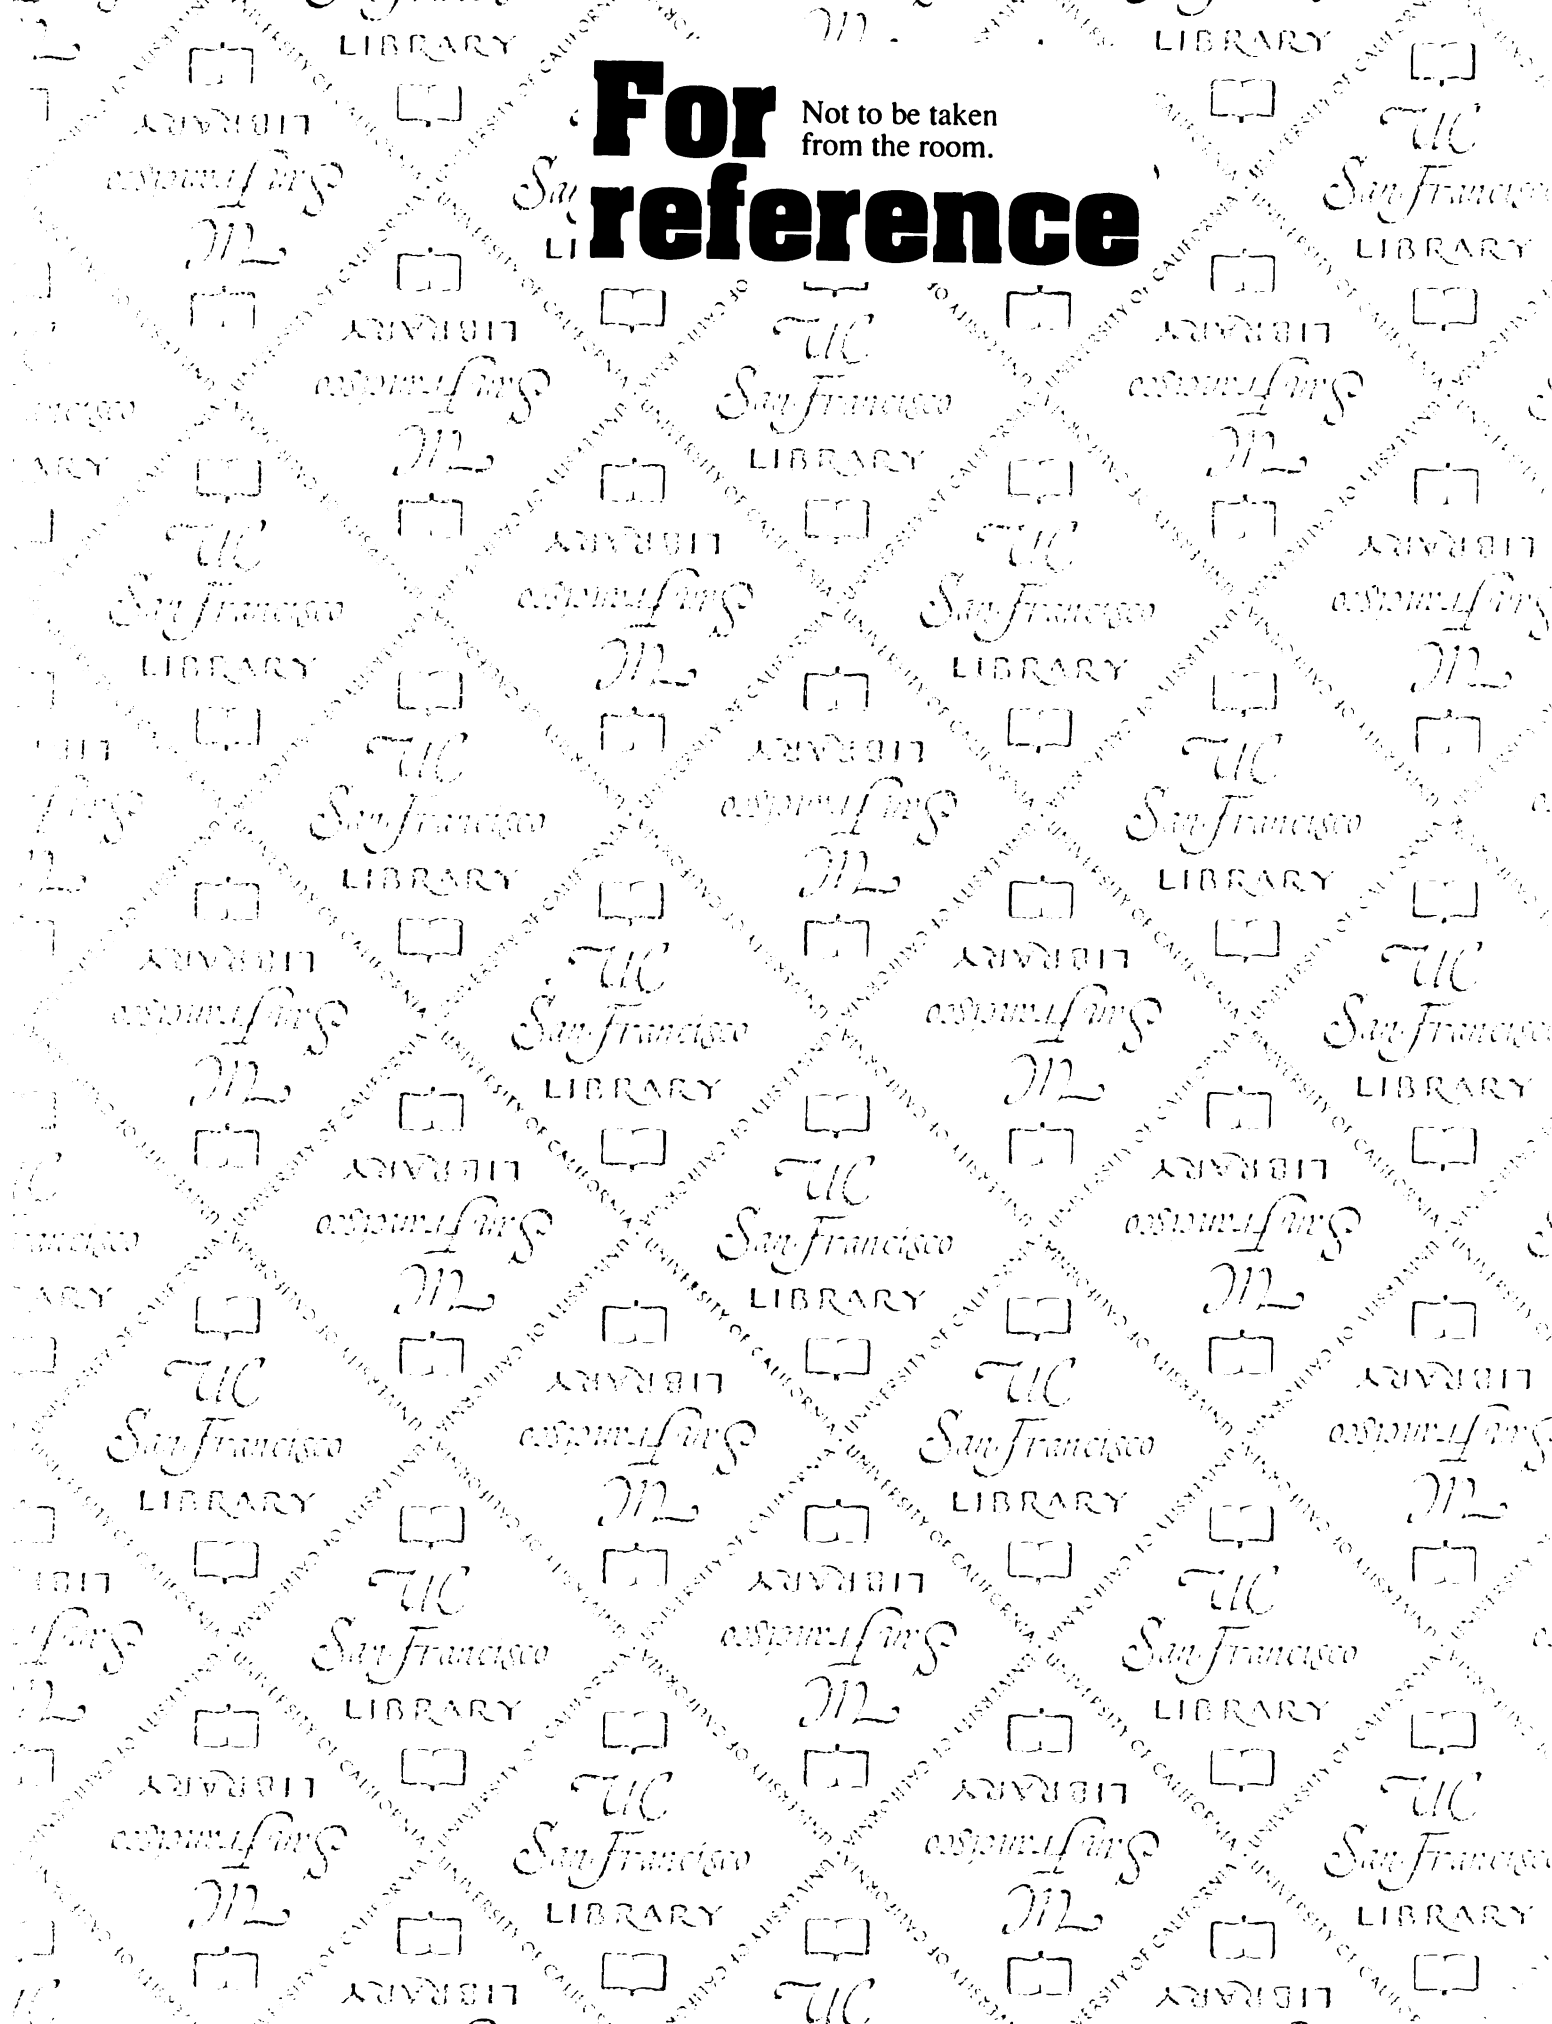 For
Not to be taken
from the room.
reference
UC
San Francisco
LIBRARY
UNIVERSITY OF CALIFORNIA